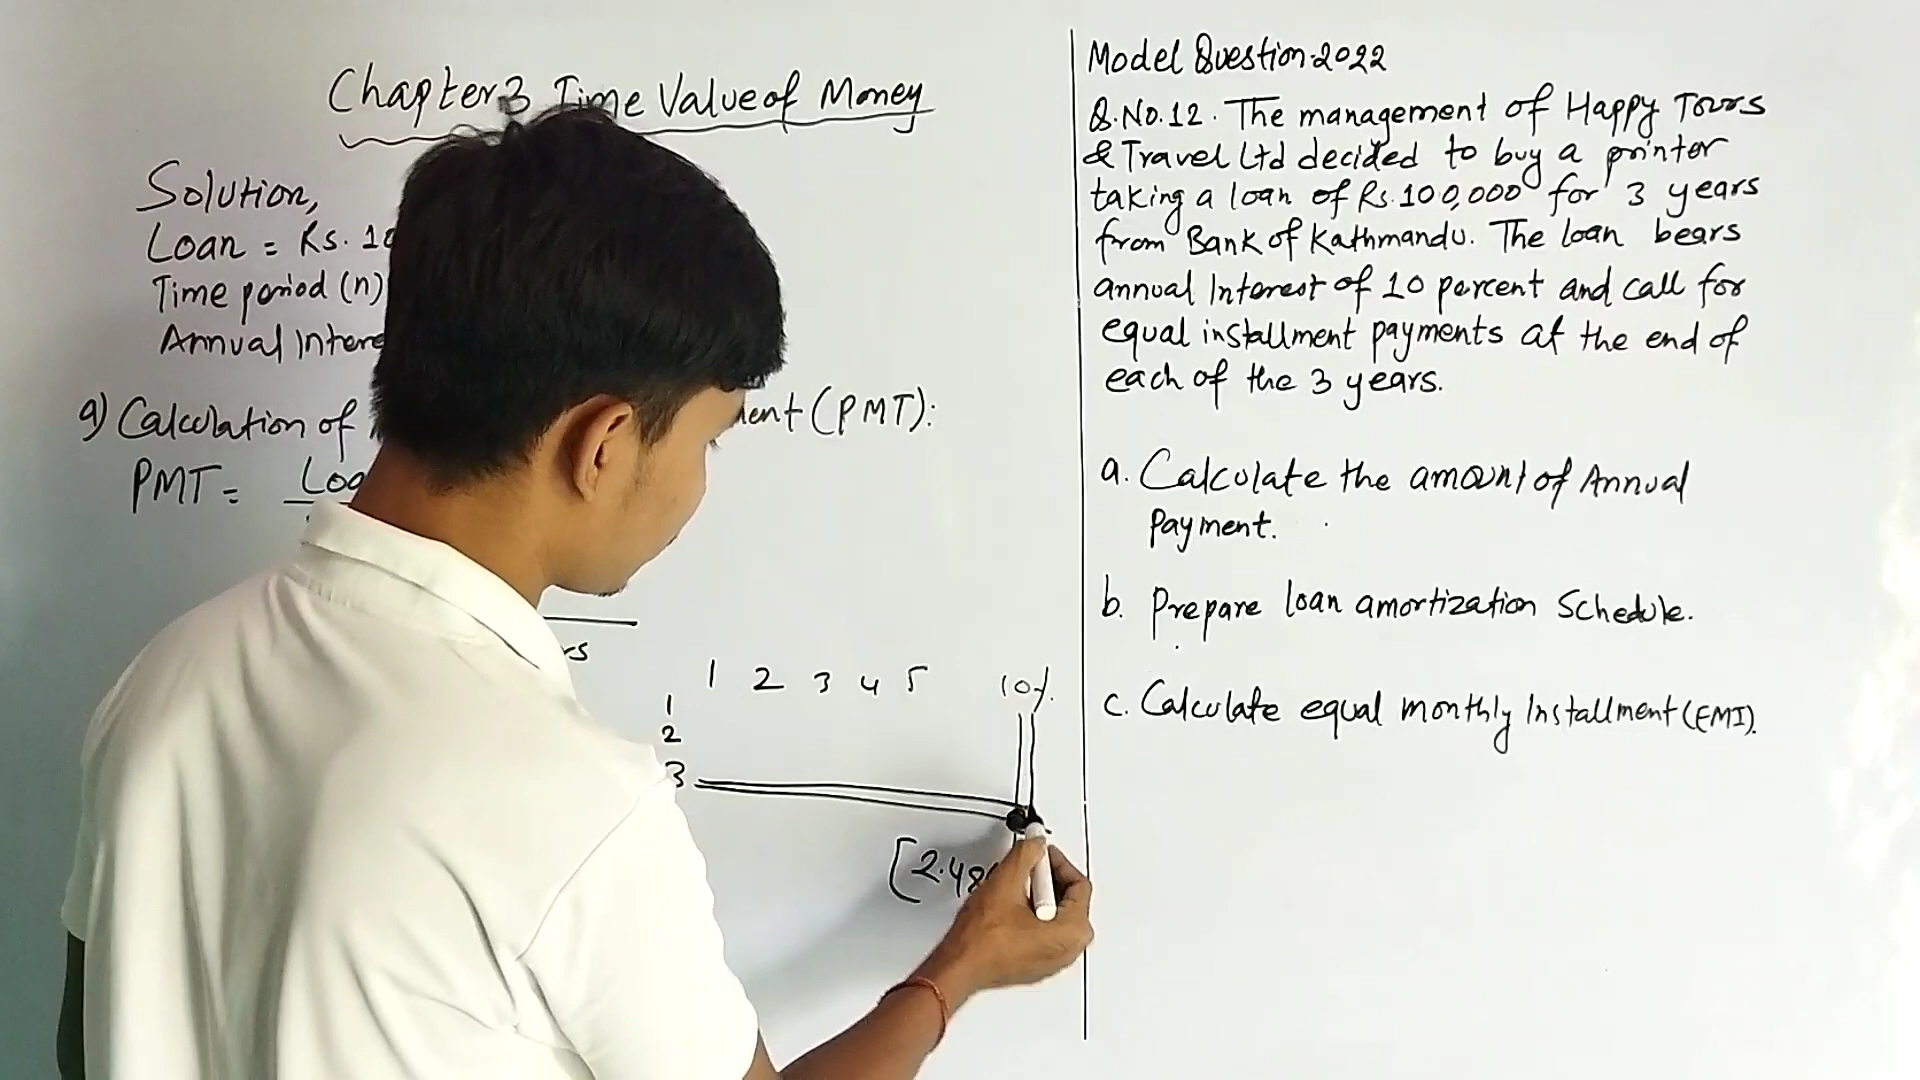 Chapter 3 Time Value of Money
Solution,
Loan = Rs. 10
Time period (n)
Annual Intere
a) Calculation of
ment (PMT):
PMT = Loa
rs
1 2 3 4 5 10%
1
2
3
[2.48
Model Question-2022
Q.No.12. The management of Happy Tours
& Travel Ltd decided to buy a printer
taking a loan of Rs.100,000 for 3 years
from Bank of Kathmandu. The loan bears
annual Interest of 10 percent and call for
equal installment payments at the end of
each of the 3 years.
a. Calculate the amount of Annual
Payment.
b. Prepare loan amortization Schedule.
c. Calculate equal monthly Installment (EMI).